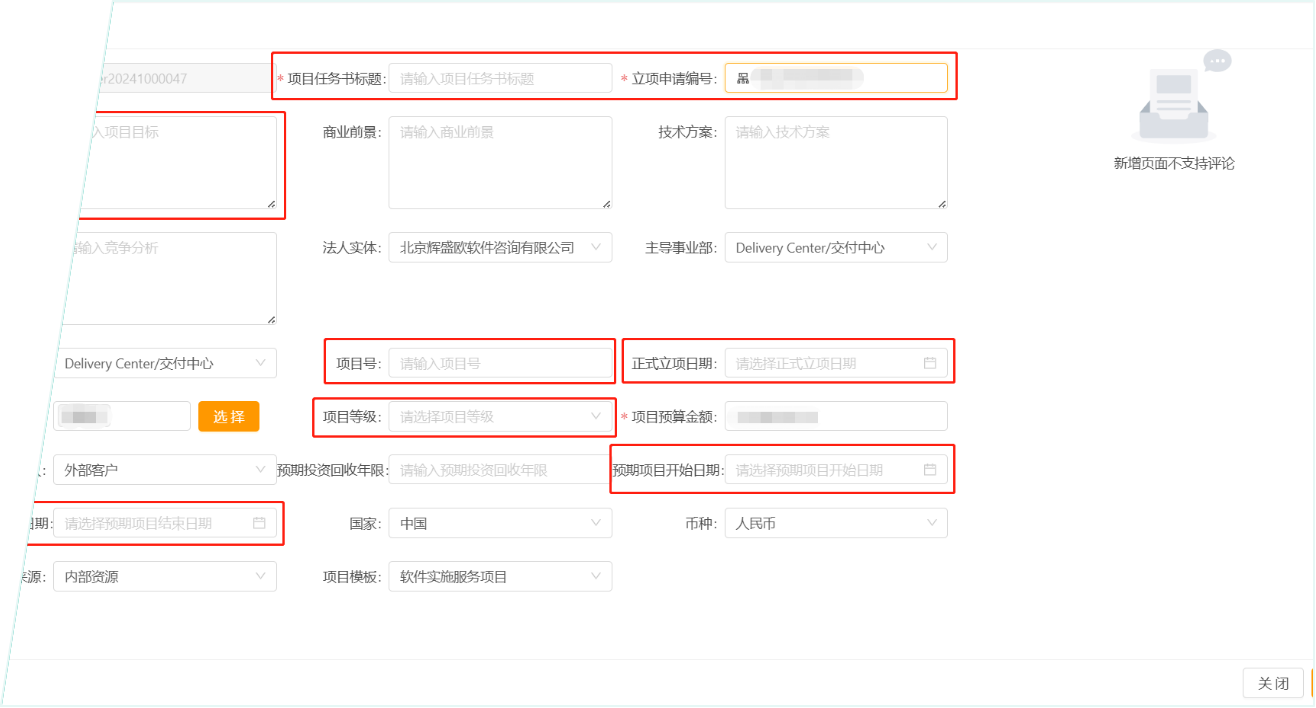 er20241000047 * 项目任务书标题: 请输入项目任务书标题 * 立项申请编号:
入项目目标 商业前景: 请输入商业前景 技术方案: 请输入技术方案
新增页面不支持评论
输入竞争分析 法人实体: 北京辉盛欧软件咨询有限公司 主导事业部: Delivery Center/交付中心
Delivery Center/交付中心 项目号: 请输入项目号 正式立项日期: 请选择正式立项日期
选择 项目等级: 请选择项目等级 * 项目预算金额:
外部客户 预期投资回收年限: 请输入预期投资回收年限 预期项目开始日期: 请选择预期项目开始日期
期: 请选择预期项目结束日期 国家: 中国 币种: 人民币
源: 内部资源 项目模板: 软件实施服务项目
关闭